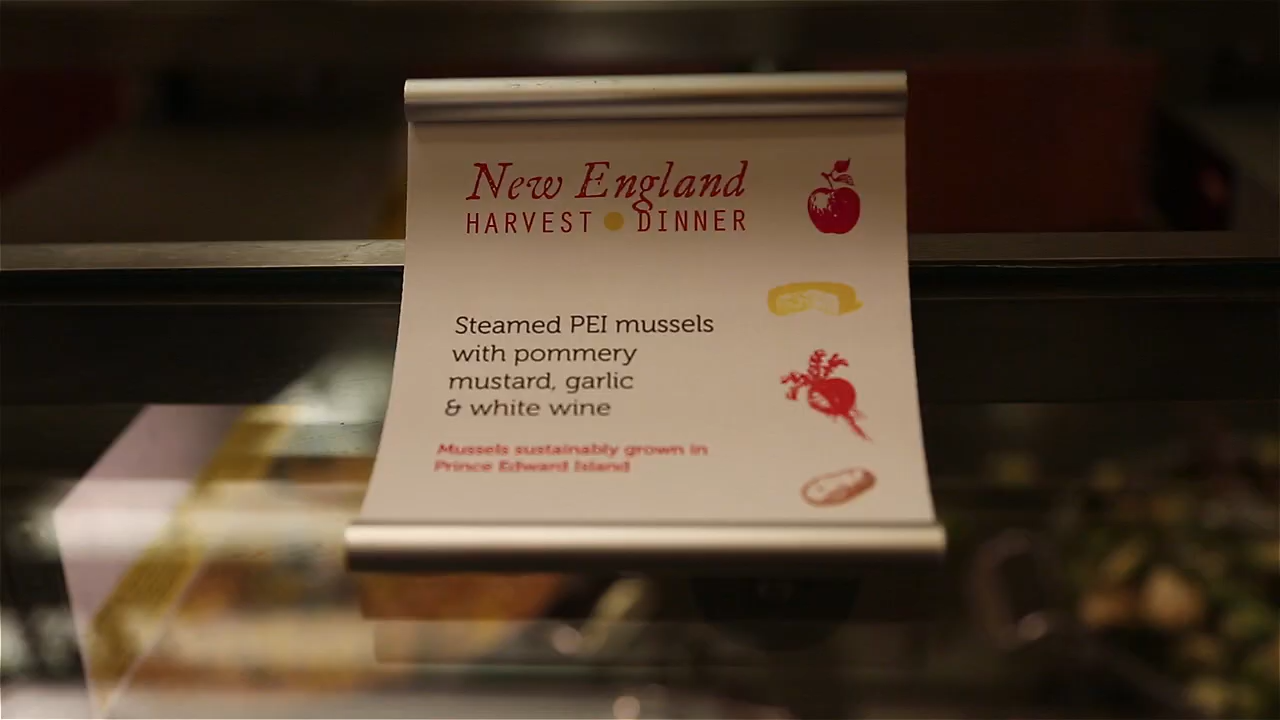 New England
HARVEST DINNER
Steamed PEI mussels
with pommery
mustard, garlic
& white wine
Mussels sustainably grown in
Prince Edward Island